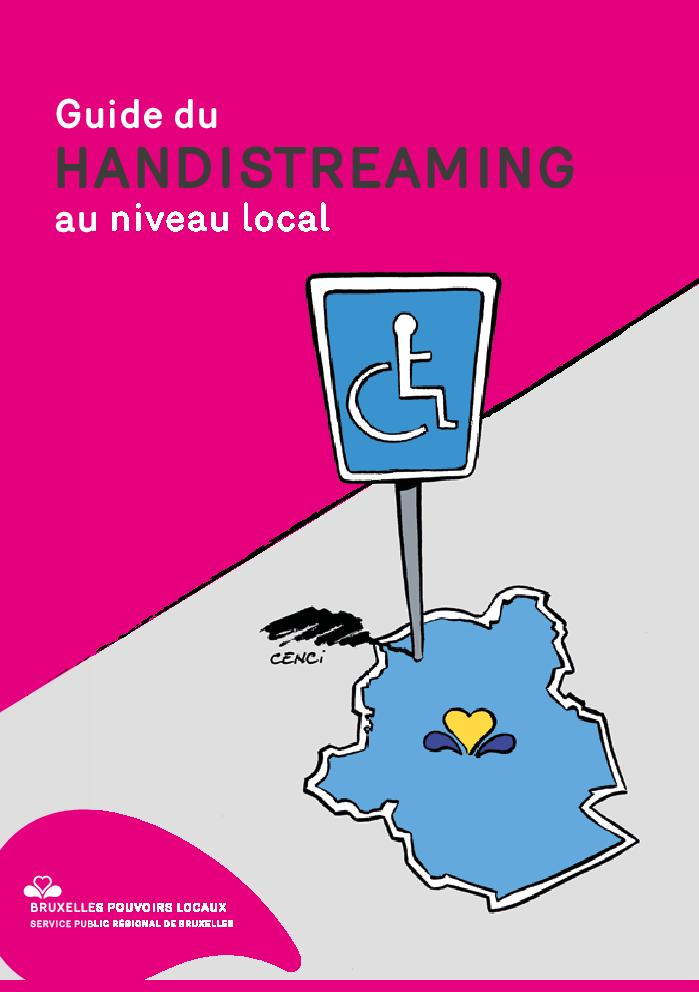 Guide du
HANDISTREAMING
au niveau local
CENCi
BRUXELLES POUVOIRS LOCAUX
SERVICE PUBLIC RÉGIONAL DE BRUXELLES